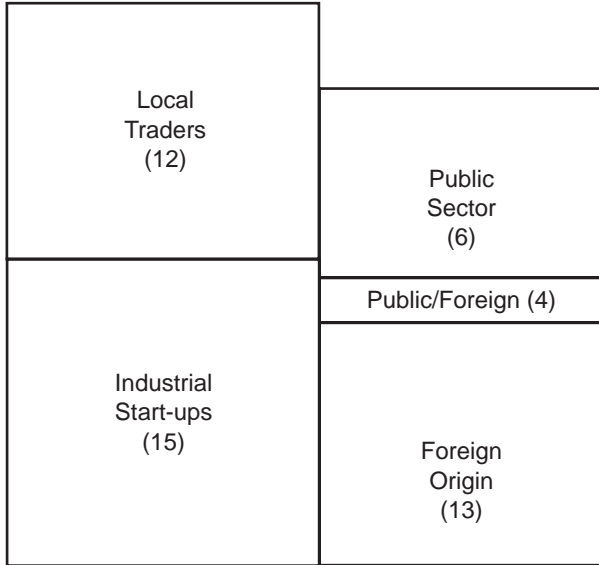 Local
Traders
(12)
Public
Sector
(6)
Public/Foreign (4)
Industrial
Start-ups
(15)
Foreign
Origin
(13)